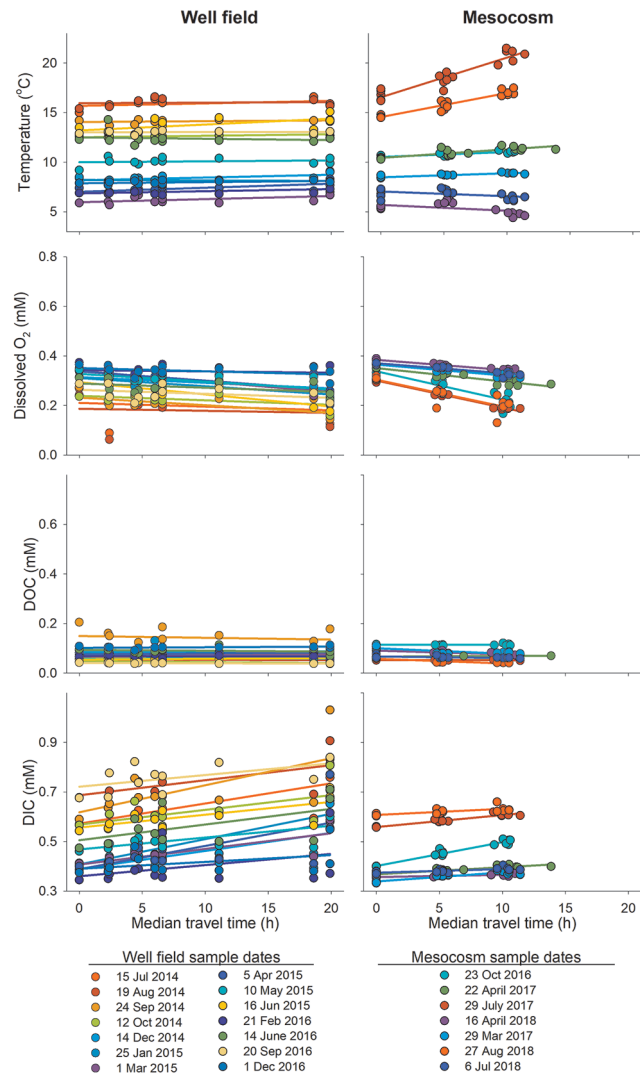 Well field
Mesocosm
Temperature (°C)
20
15
10
5
Dissolved O2 (mM)
0.8
0.6
0.4
0.2
0.0
DOC (mM)
0.6
0.4
0.2
0.0
DIC (mM)
0.9
0.7
0.5
0.3
0 5 10 15 20
0 5 10 15 20
Median travel time (h)
Median travel time (h)
Well field sample dates
15 Jul 2014
19 Aug 2014
24 Sep 2014
12 Oct 2014
14 Dec 2014
25 Jan 2015
1 Mar 2015
5 Apr 2015
10 May 2015
16 Jun 2015
21 Feb 2016
14 June 2016
20 Sep 2016
1 Dec 2016
Mesocosm sample dates
23 Oct 2016
22 April 2017
29 July 2017
16 April 2018
29 Mar 2017
27 Aug 2018
6 Jul 2018